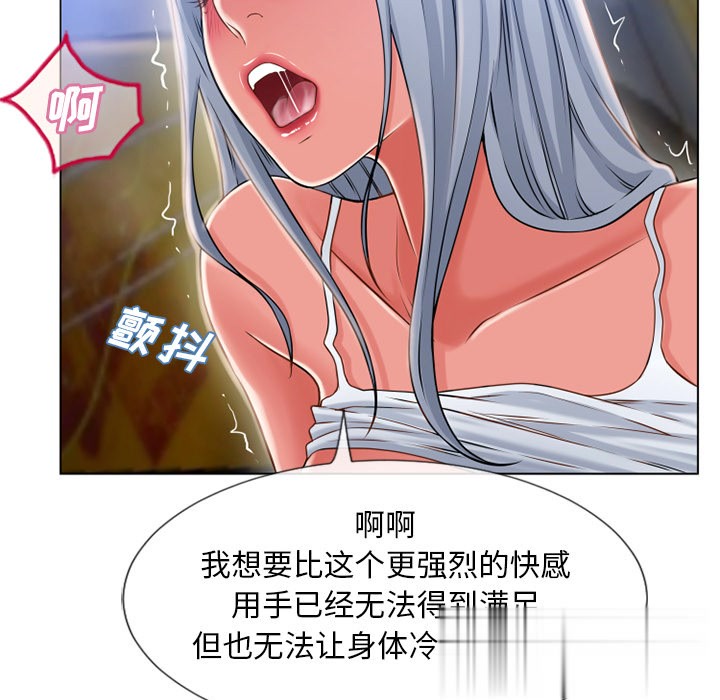 啊
颤抖
啊啊
我想要比这个更强烈的快感
用手已经无法得到满足
但也无法让身体冷